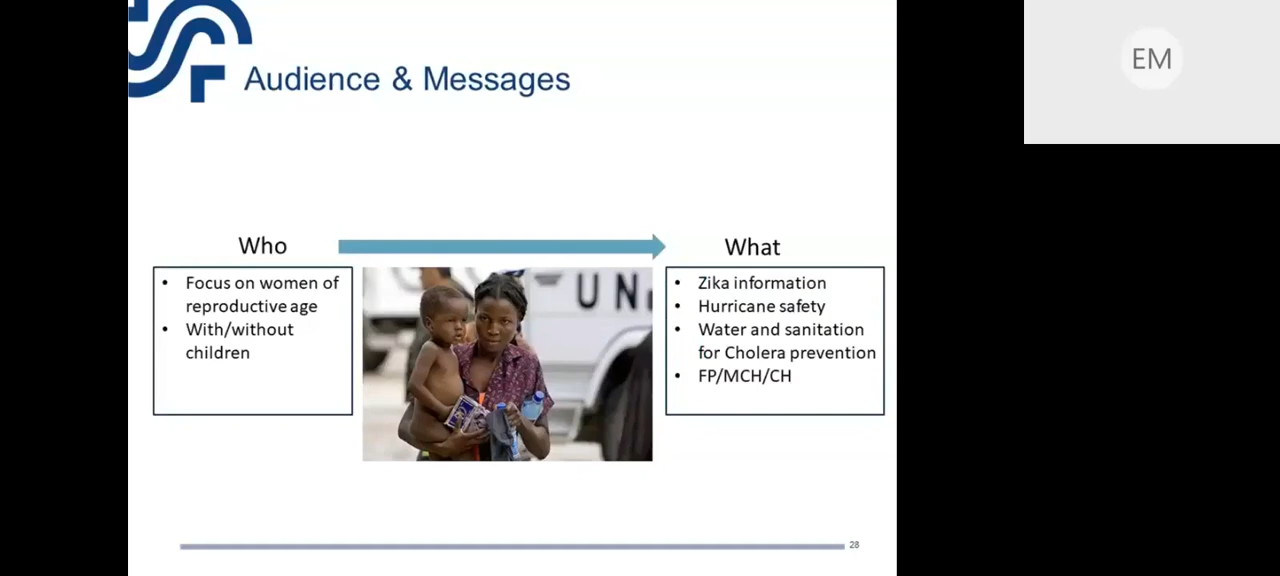 EM
Audience & Messages
Who
What
• Focus on women of
reproductive age
• With/without
children
UN
• Zika information
• Hurricane safety
• Water and sanitation
for Cholera prevention
• FP/MCH/CH
28